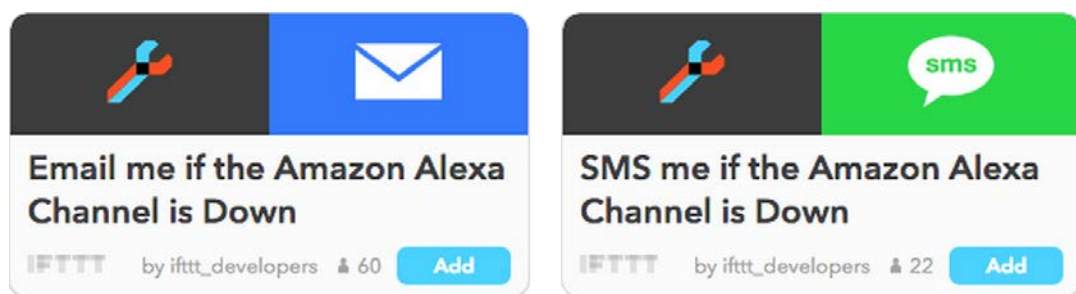 Email me if the Amazon Alexa
Channel is Down
IFTTT by ifttt_developers 60 Add
sms
SMS me if the Amazon Alexa
Channel is Down
IFTTT by ifttt_developers 22 Add